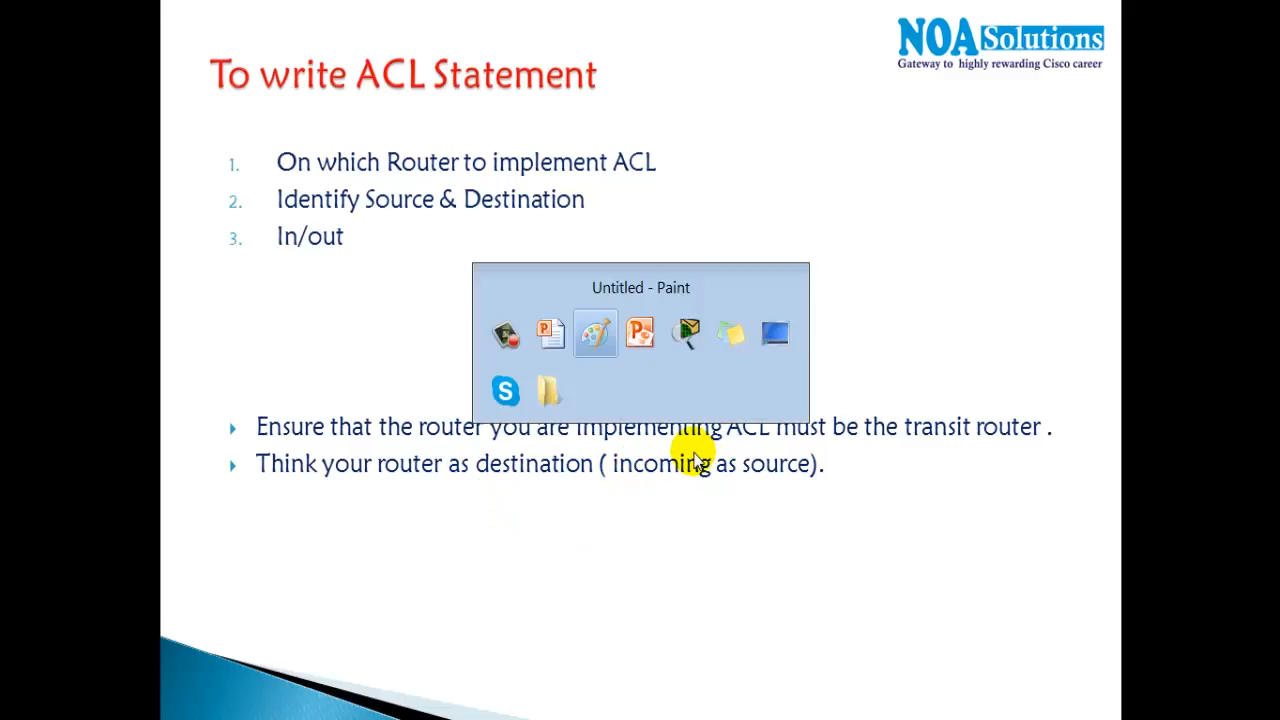 NOA Solutions
Gateway to highly rewarding Cisco career
To write ACL Statement
1. On which Router to implement ACL
2. Identify Source & Destination
3. In/out
Untitled - Paint
Ensure that the router you are implementing ACL must be the transit router .
Think your router as destination ( incoming as source).